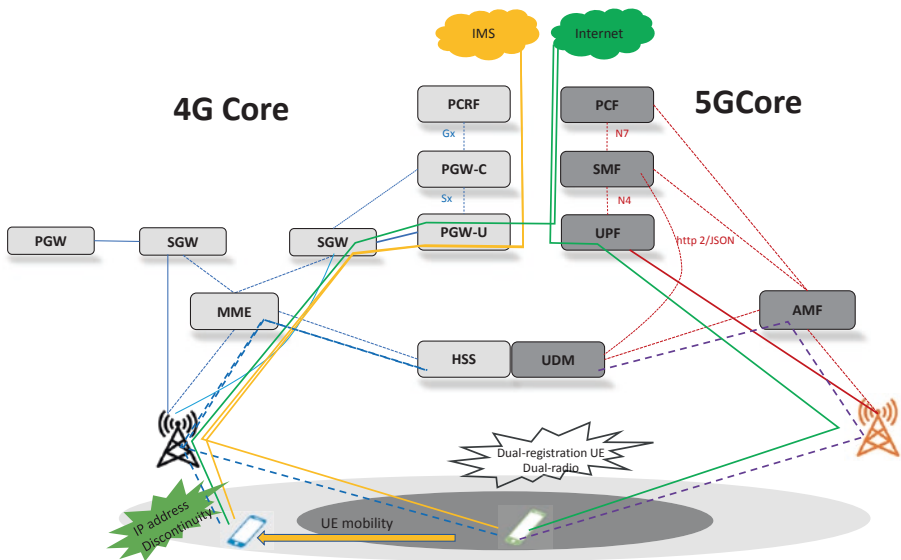 IMS
Internet
4G Core
5GCore
PCRF
PCF
Gx
N7
PGW-C
SMF
Sx
N4
PGW
SGW
SGW
PGW-U
UPF
http 2/JSON
MME
AMF
HSS
UDM
Dual-registration UE
Dual-radio
IP address
Discontinuity
UE mobility